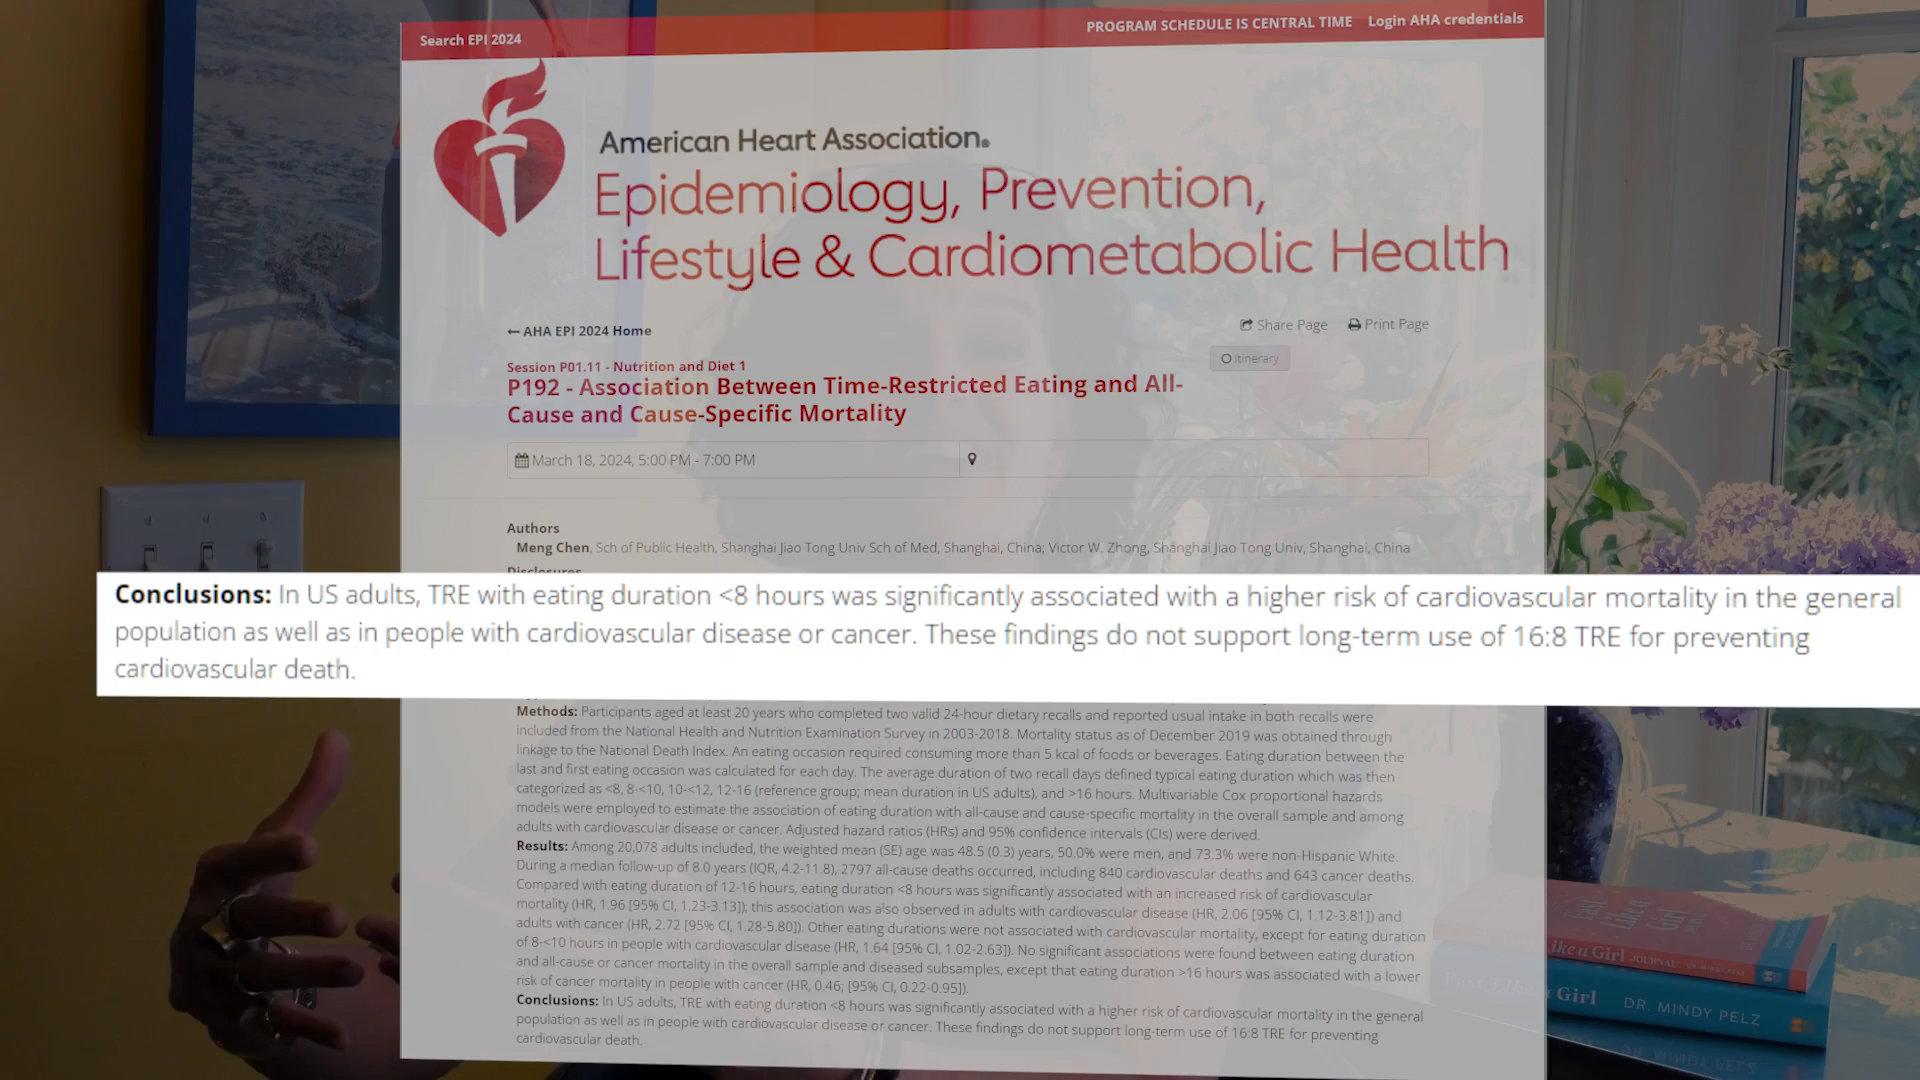 Search EPI 2024
PROGRAM SCHEDULE IS CENTRAL TIME Login AHA credentials
American Heart Association®
Epidemiology, Prevention,
Lifestyle & Cardiometabolic Health
AHA EPI 2024 Home
Share Page Print Page
Itinerary
Session P01.11 - Nutrition and Diet 1
P192 - Association Between Time-Restricted Eating and All-
Cause and Cause-Specific Mortality
March 18, 2024, 5:00 PM - 7:00 PM
Authors
Meng Chen, Sch of Public Health, Shanghai Jiao Tong Univ Sch of Med, Shanghai, China; Victor W. Zhong, Shanghai Jiao Tong Univ, Shanghai, China
Disclosures
Conclusions: In US adults, TRE with eating duration <8 hours was significantly associated with a higher risk of cardiovascular mortality in the general
population as well as in people with cardiovascular disease or cancer. These findings do not support long-term use of 16:8 TRE for preventing
cardiovascular death.
Methods: Participants aged at least 20 years who completed two valid 24-hour dietary recalls and reported usual intake in both recalls were
included from the National Health and Nutrition Examination Survey in 2003-2018. Mortality status as of December 2019 was obtained through
linkage to the National Death Index. An eating occasion required consuming more than 5 kcal of foods or beverages. Eating duration between the
last and first eating occasion was calculated for each day. The average duration of two recall days defined typical eating duration which was then
categorized as <8, 8-<10, 10-<12, 12-16 (reference group; mean duration in US adults), and >16 hours. Multivariable Cox proportional hazards
models were employed to estimate the association of eating duration with all-cause and cause-specific mortality in the overall sample and among
adults with cardiovascular disease or cancer. Adjusted hazard ratios (HRs) and 95% confidence intervals (CIs) were derived.
Results: Among 20,078 adults included, the weighted mean (SE) age was 48.5 (0.3) years, 50.0% were men, and 73.3% were non-Hispanic White.
During a median follow-up of 8.0 years (IQR, 4.2-11.8), 2797 all-cause deaths occurred, including 840 cardiovascular deaths and 643 cancer deaths.
Compared with eating duration of 12-16 hours, eating duration <8 hours was significantly associated with an increased risk of cardiovascular
mortality (HR, 1.96 [95% CI, 1.23-3.13]); this association was also observed in adults with cardiovascular disease (HR, 2.06 [95% CI, 1.12-3.81]) and
adults with cancer (HR, 2.72 [95% CI, 1.28-5.80]). Other eating durations were not associated with cardiovascular mortality, except for eating duration
of 8-<10 hours in people with cardiovascular disease (HR, 1.64 [95% CI, 1.02-2.63]). No significant associations were found between eating duration
and all-cause or cancer mortality in the overall sample and diseased subsamples, except that eating duration >16 hours was associated with a lower
risk of cancer mortality in people with cancer (HR, 0.46; [95% CI, 0.22-0.95]).
Conclusions: In US adults, TRE with eating duration <8 hours was significantly associated with a higher risk of cardiovascular mortality in the general
population as well as in people with cardiovascular disease or cancer. These findings do not support long-term use of 16:8 TRE for preventing
cardiovascular death.
Fast
Like a
Girl
Like a Girl JOURNAL DR. MINDY PELZ
Fast Like a Girl DR. MINDY PELZ